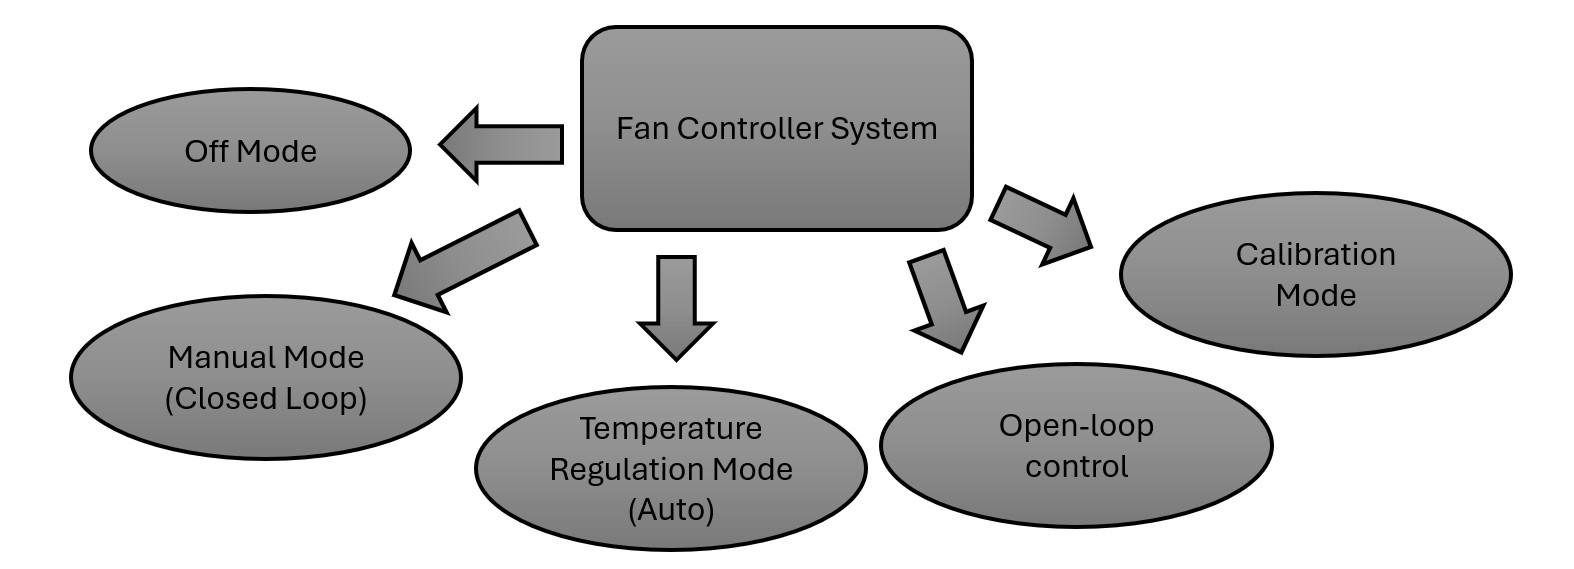 Fan Controller System
Off Mode
Calibration
Mode
Manual Mode
(Closed Loop)
Temperature
Regulation Mode
(Auto)
Open-loop
control